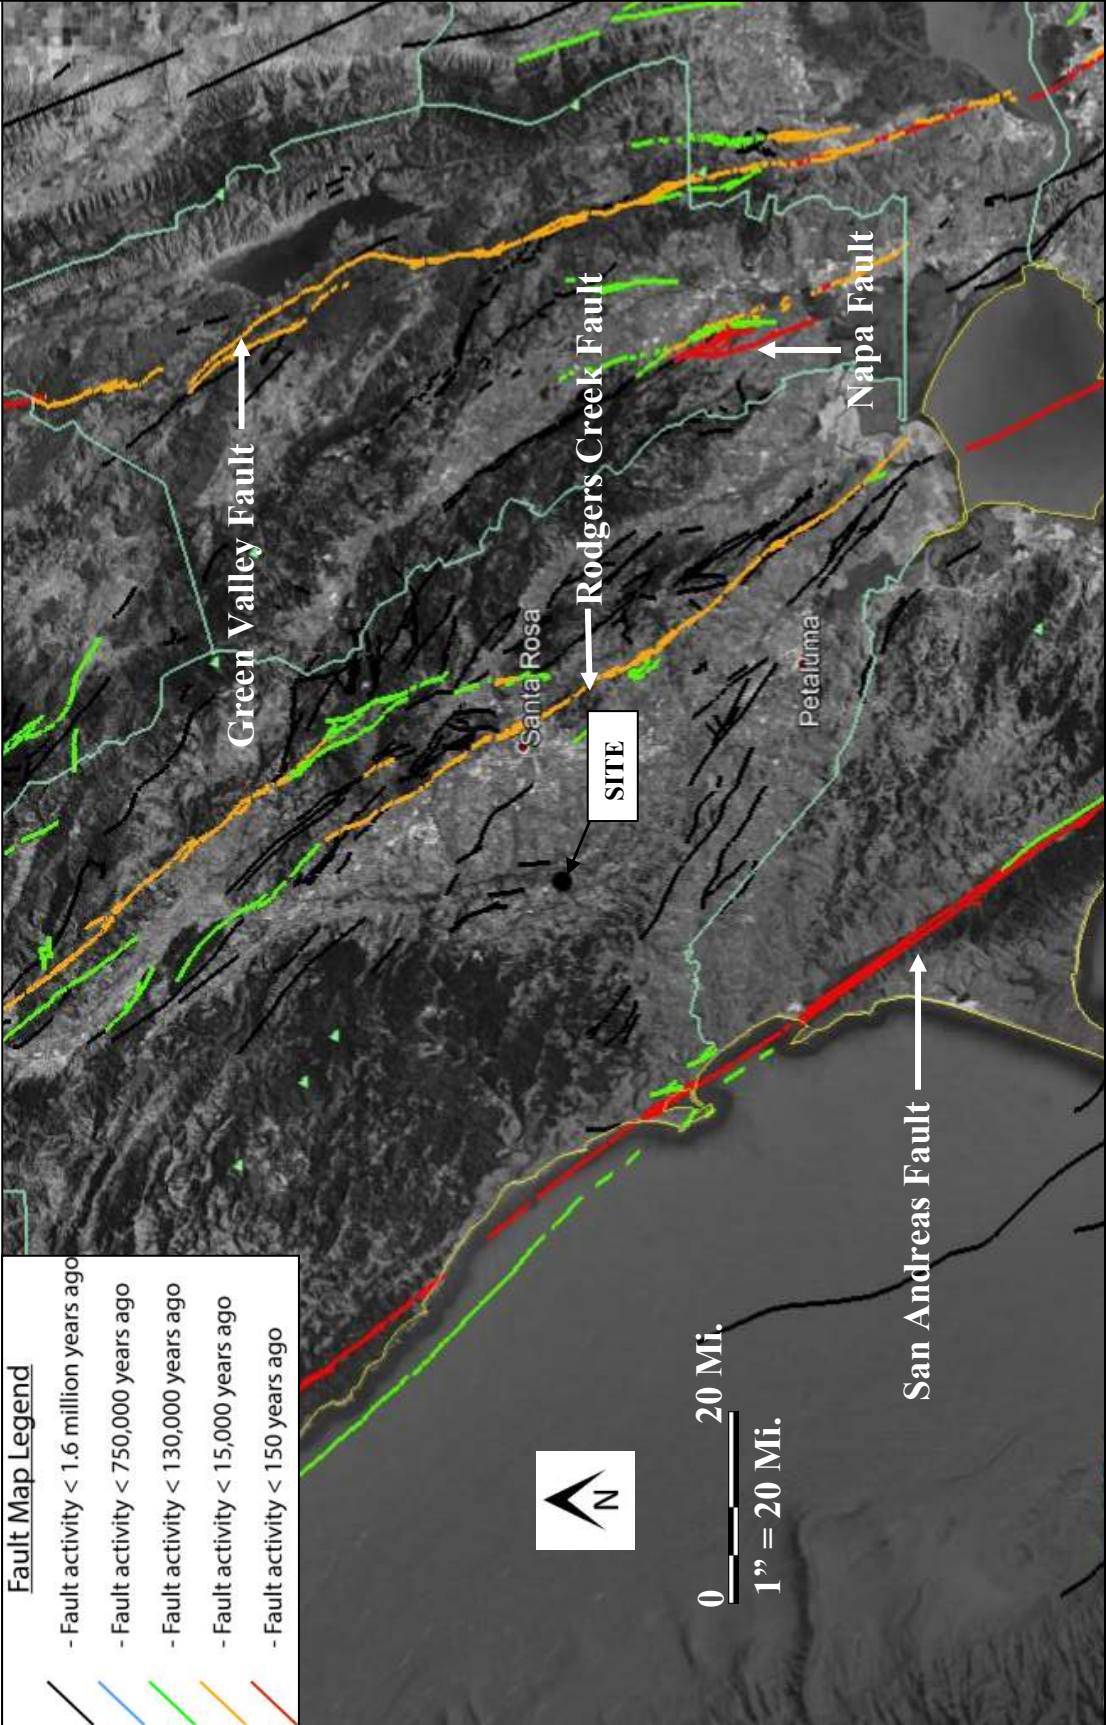 Fault Map Legend
- Fault activity < 1.6 million years ago
- Fault activity < 750,000 years ago
- Fault activity < 130,000 years ago
- Fault activity < 15,000 years ago
- Fault activity < 150 years ago
Green Valley Fault
Rodgers Creek Fault
Napa Fault
Santa Rosa
SITE
Petaluma
San Andreas Fault
N
0 20 Mi.
1” = 20 Mi.